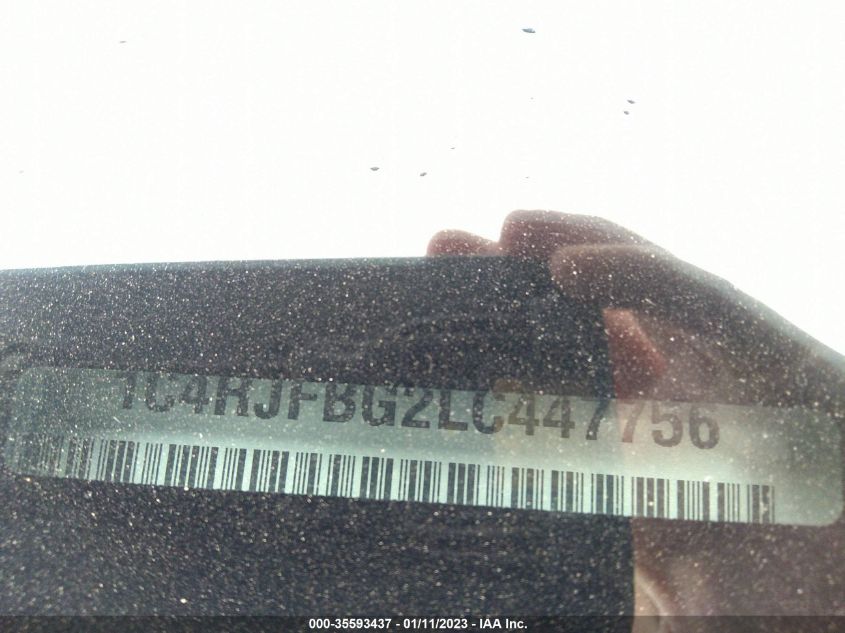 1C4RJFBG2LC447756
000-35593437 - 01/11/2023 - IAA Inc.